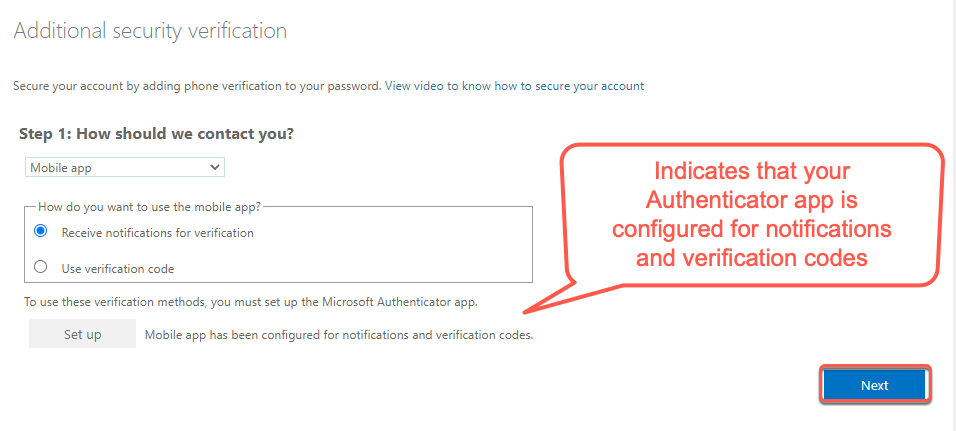 Additional security verification
Secure your account by adding phone verification to your password. View video to know how to secure your account
Step 1: How should we contact you?
Mobile app
How do you want to use the mobile app?
Receive notifications for verification
Use verification code
Indicates that your
Authenticator app is
configured for notifications
and verification codes
To use these verification methods, you must set up the Microsoft Authenticator app.
Set up
Mobile app has been configured for notifications and verification codes.
Next